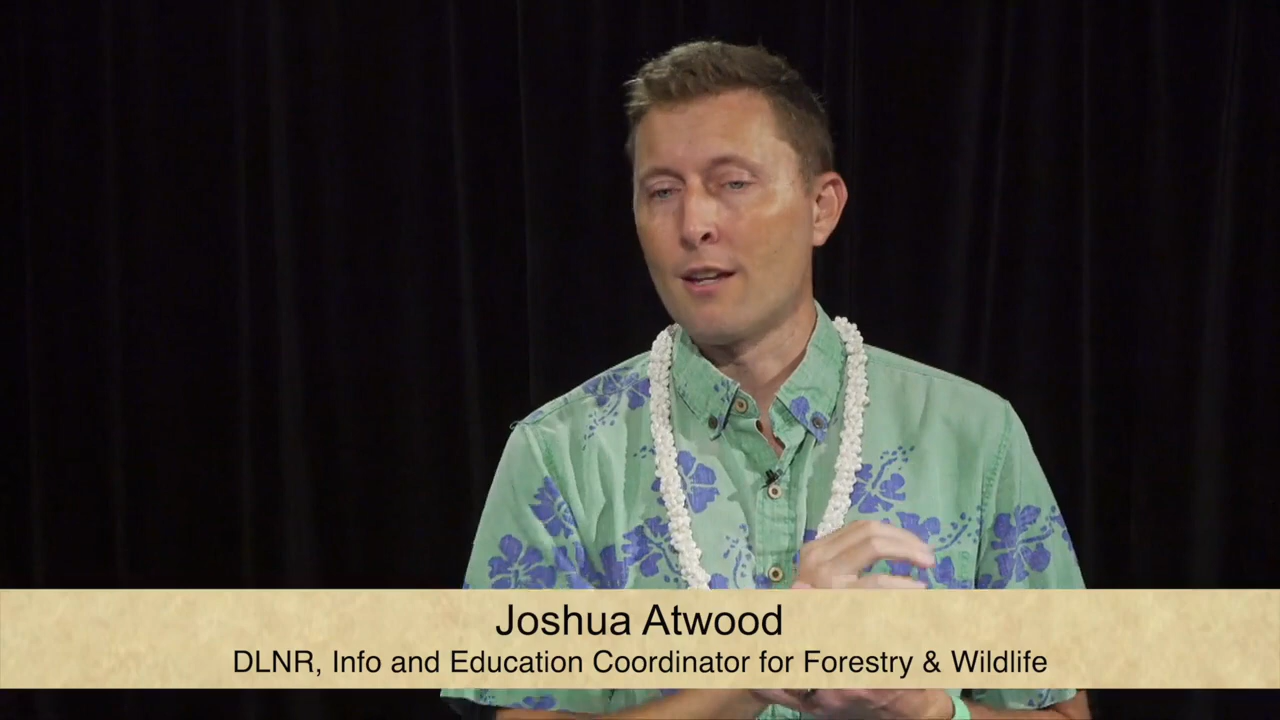 Joshua Atwood
DLNR, Info and Education Coordinator for Forestry & Wildlife